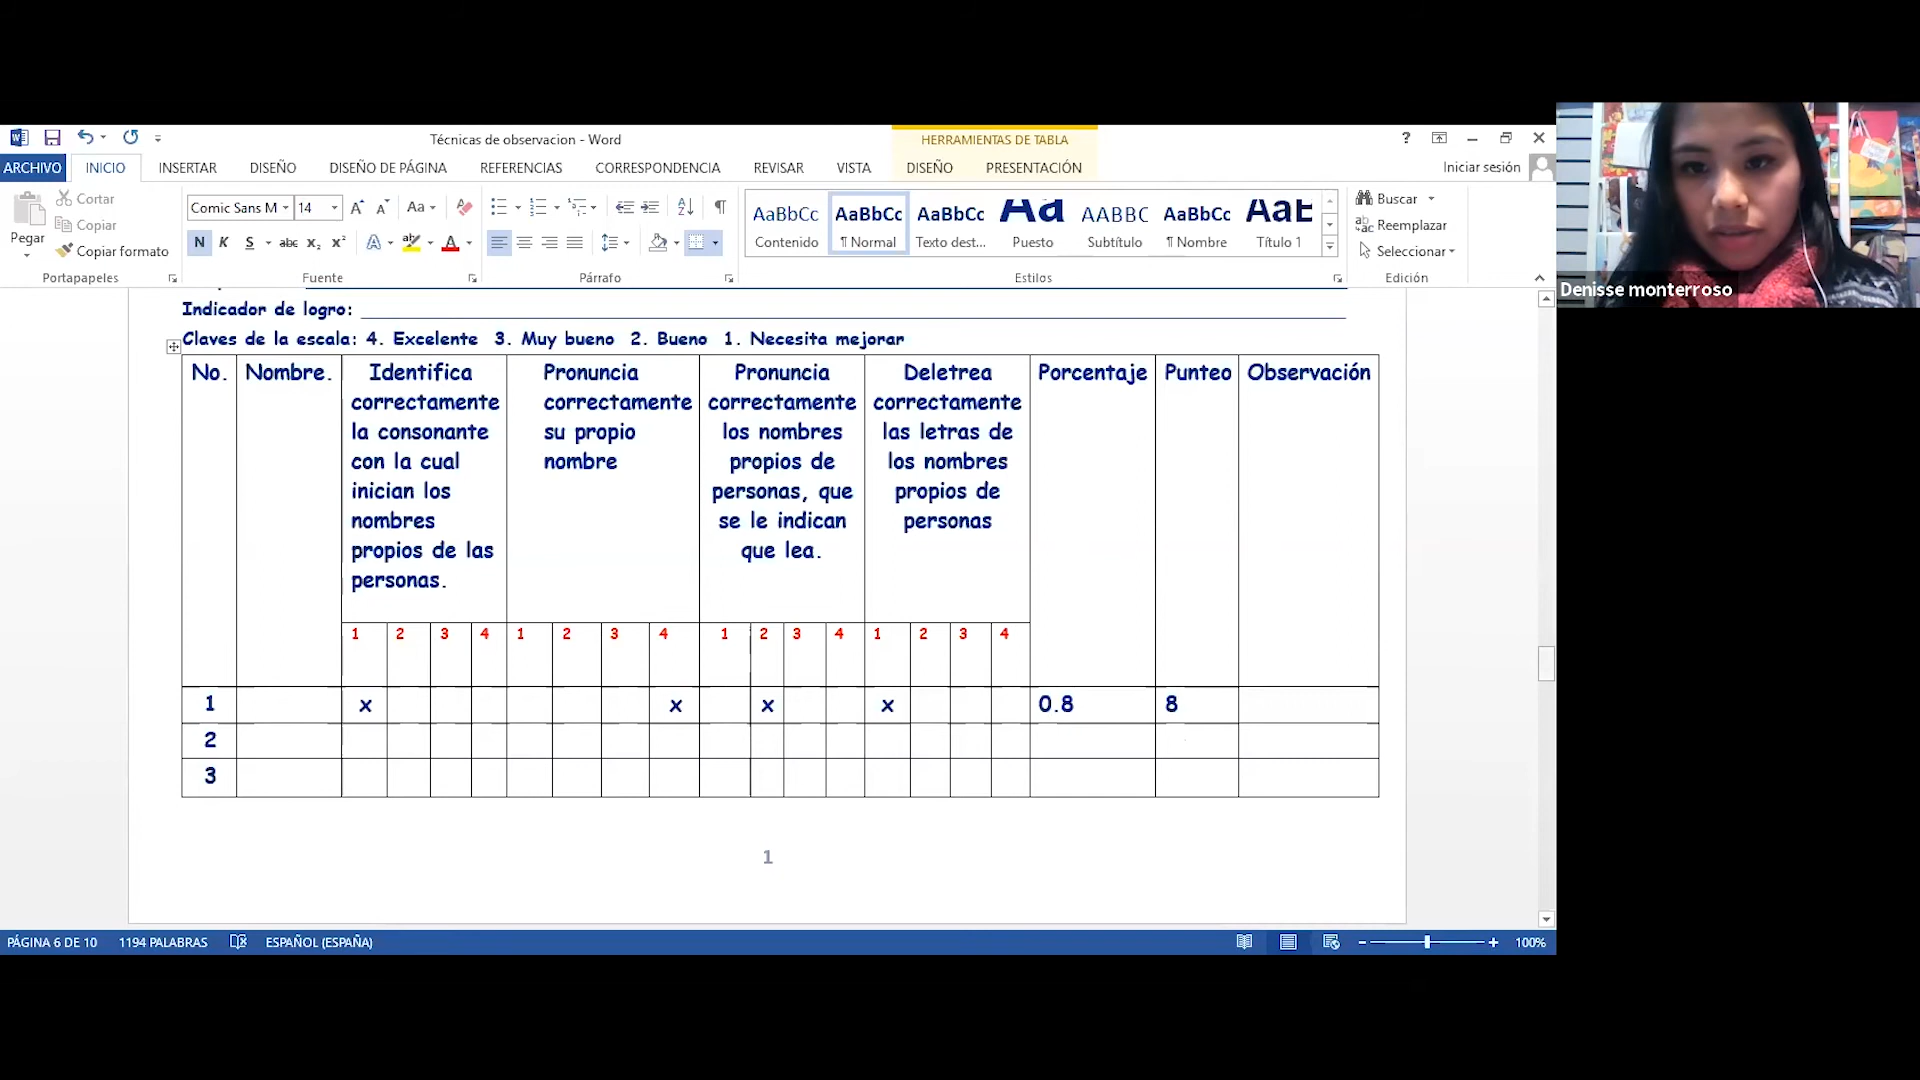 Técnicas de observacion - Word
HERRAMIENTAS DE TABLA
?
ARCHIVO INICIO INSERTAR DISEÑO DISEÑO DE PÁGINA REFERENCIAS CORRESPONDENCIA REVISAR VISTA DISEÑO PRESENTACIÓN Iniciar sesión
Pegar
Cortar
Copiar
Copiar formato
Portapapeles
Comic Sans M 14
Aa
N K S abc x₂ x² A A
Fuente
Párrafo
AaBbCc AaBbCc AaBbCc Aa AABBC AaBbCc AaE
Contenido ¶ Normal Texto dest... Puesto Subtítulo ¶ Nombre Título 1
Estilos
Buscar
Reemplazar
Seleccionar
Edición
Denisse monterroso
Indicador de logro:
Claves de la escala: 4. Excelente 3. Muy bueno 2. Bueno 1. Necesita mejorar
No.
Nombre.
Identifica
correctamente
la consonante
con la cual
inician los
nombres
propios de las
personas.
Pronuncia
correctamente
su propio
nombre
Pronuncia
correctamente
los nombres
propios de
personas, que
se le indican
que lea.
Deletrea
correctamente
las letras de
los nombres
propios de
personas
Porcentaje
Punteo
Observación
1 2 3 4 1 2 3 4 1 2 3 4 1 2 3 4
1 x x x x 0.8 8
2
3
1
PÁGINA 6 DE 10 1194 PALABRAS ESPAÑOL (ESPAÑA) 100%